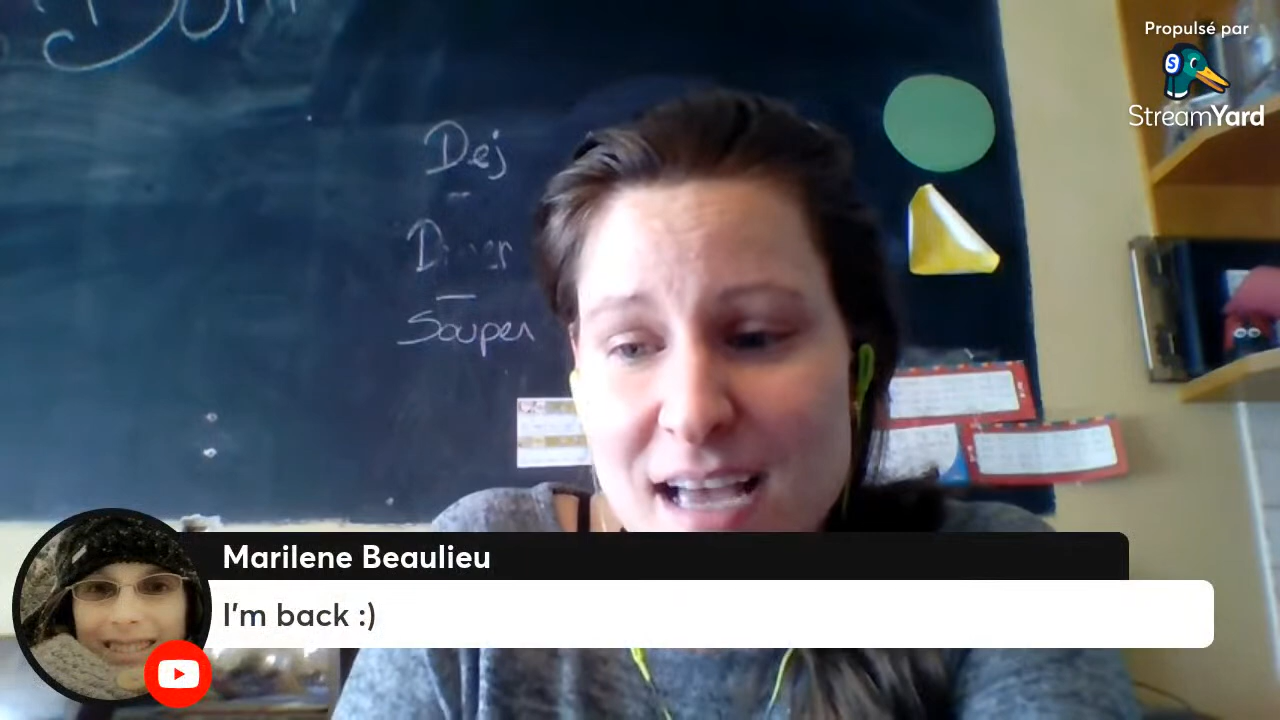 Propulsé par
StreamYard
Dej
-
Diner
-
Souper
Marilene Beaulieu
I'm back :)